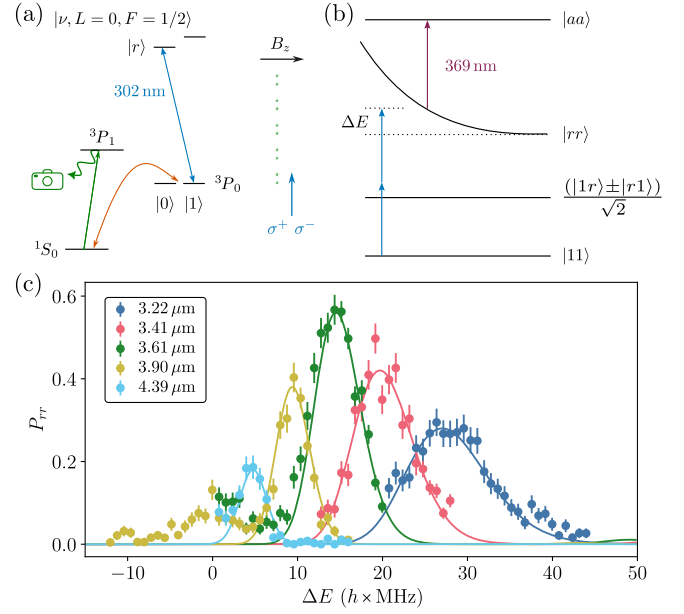 (a)
|ν, L = 0, F = 1/2⟩
|r⟩
302 nm
³P₁
³P₀
|0⟩ |1⟩
¹S₀
B_z
σ⁺ σ⁻
(b)
|aa⟩
369 nm
ΔE
|rr⟩
(|1r⟩±|r1⟩)
√2
|11⟩
(c)
3.22 μm
3.41 μm
3.61 μm
3.90 μm
4.39 μm
P_rr
0.6
0.4
0.2
0.0
−10 0 10 20 30 40 50
ΔE (h × MHz)